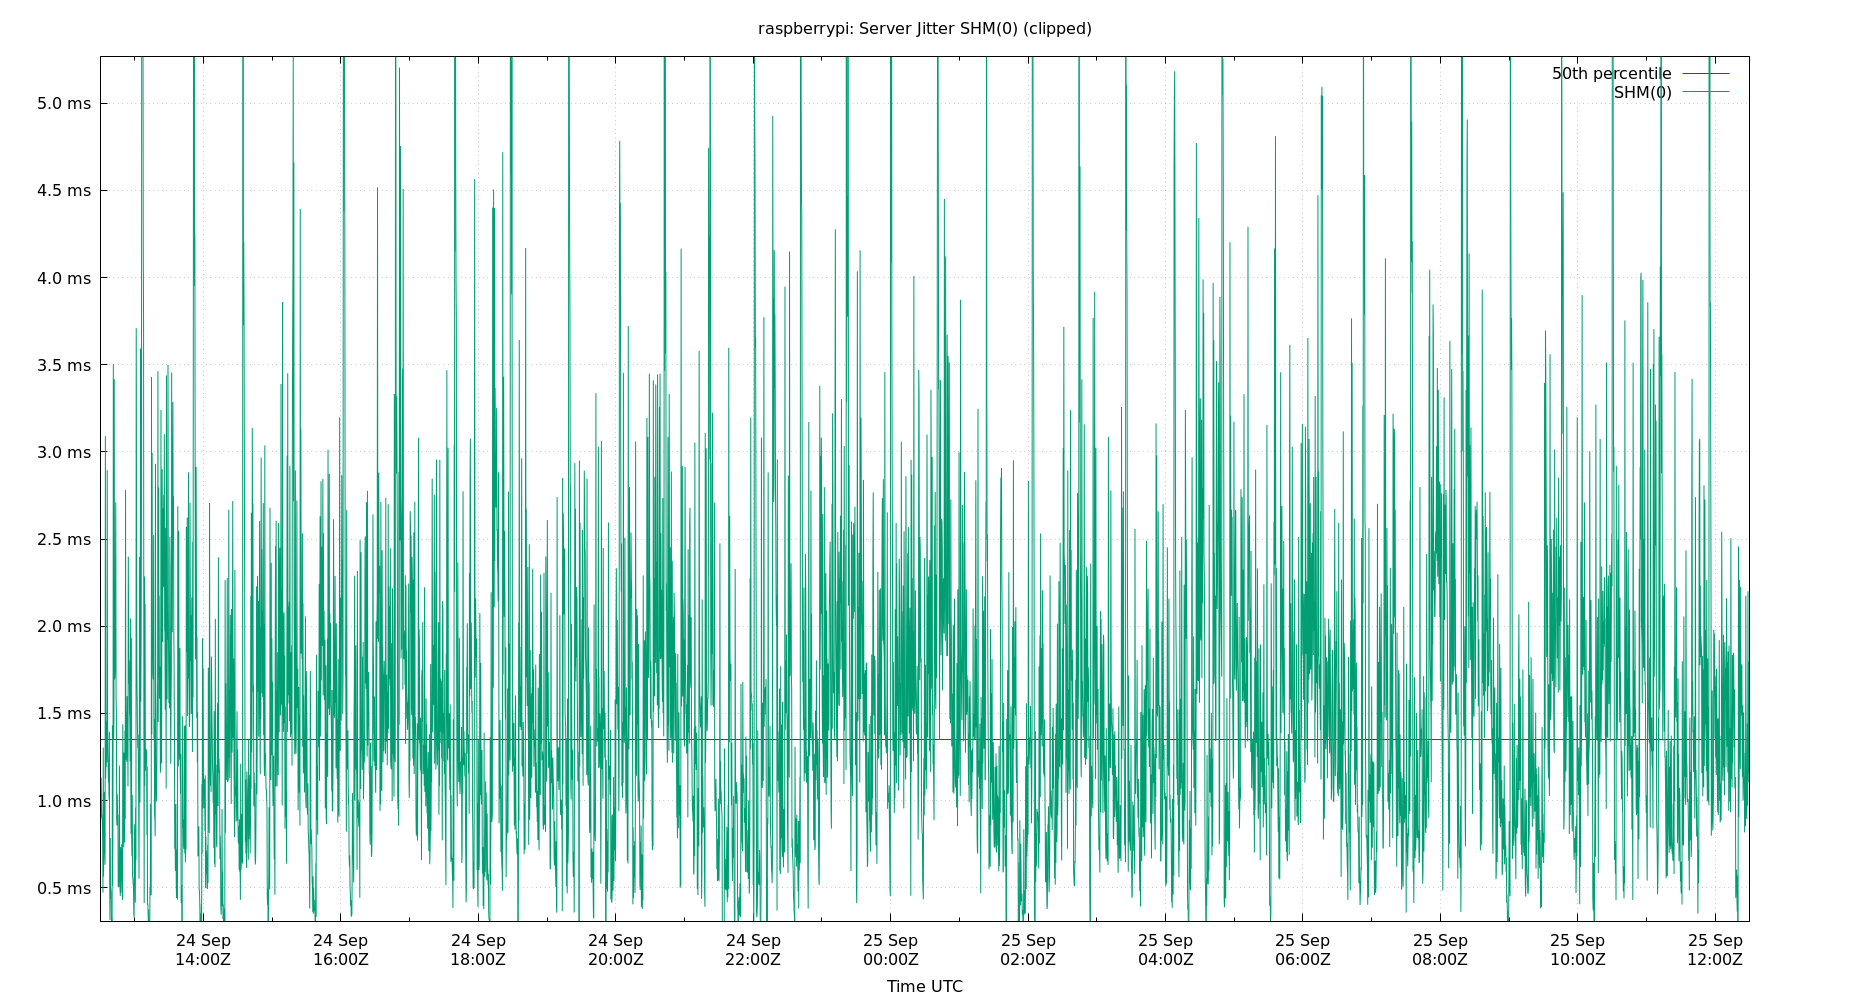 raspberrypi: Server Jitter SHM(0) (clipped)
50th percentile
SHM(0)
5.0 ms
4.5 ms
4.0 ms
3.5 ms
3.0 ms
2.5 ms
2.0 ms
1.5 ms
1.0 ms
0.5 ms
24 Sep 24 Sep 24 Sep 24 Sep 24 Sep 25 Sep 25 Sep 25 Sep 25 Sep 25 Sep 25 Sep 25 Sep
14:00Z 16:00Z 18:00Z 20:00Z 22:00Z 00:00Z 02:00Z 04:00Z 06:00Z 08:00Z 10:00Z 12:00Z
Time UTC